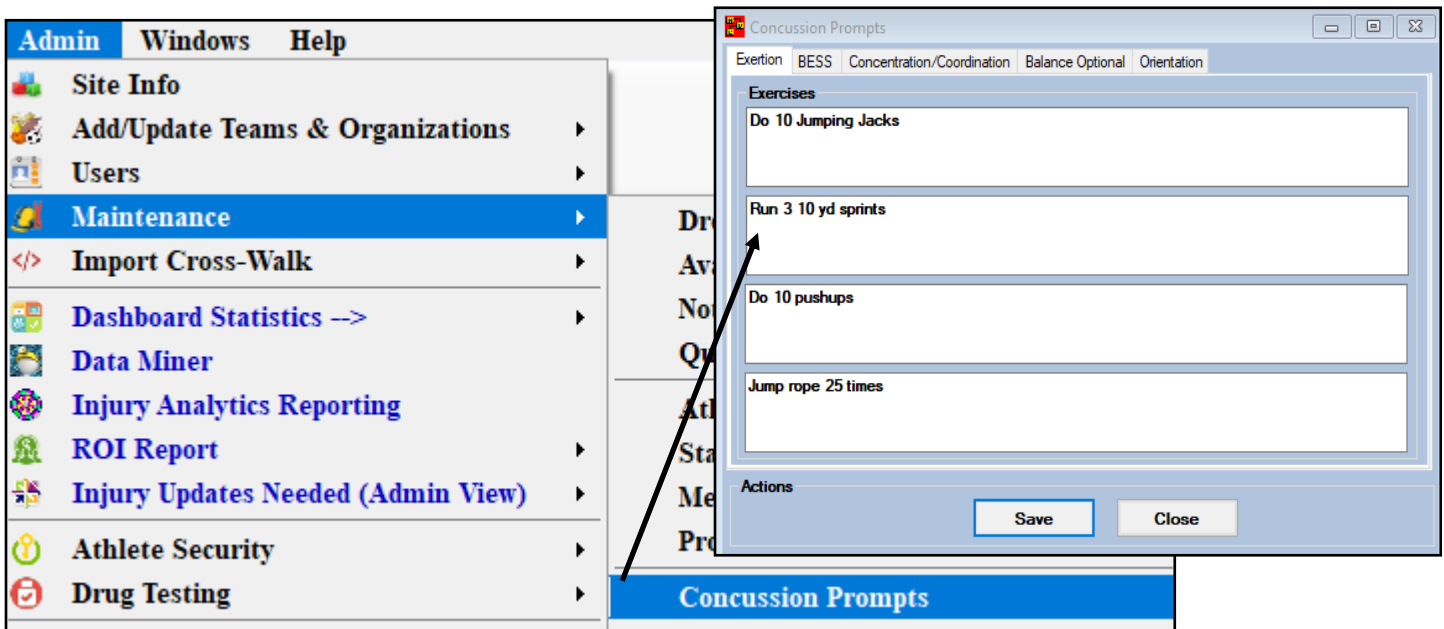 Admin Windows Help
Site Info
Add/Update Teams & Organizations
Users
Maintenance
Import Cross-Walk
Dashboard Statistics -->
Data Miner
Injury Analytics Reporting
ROI Report
Injury Updates Needed (Admin View)
Athlete Security
Drug Testing
Concussion Prompts
Concussion Prompts
Exertion BESS Concentration/Coordination Balance Optional Orientation
Exercises
Do 10 Jumping Jacks
Run 3 10 yd sprints
Do 10 pushups
Jump rope 25 times
Actions
Save Close